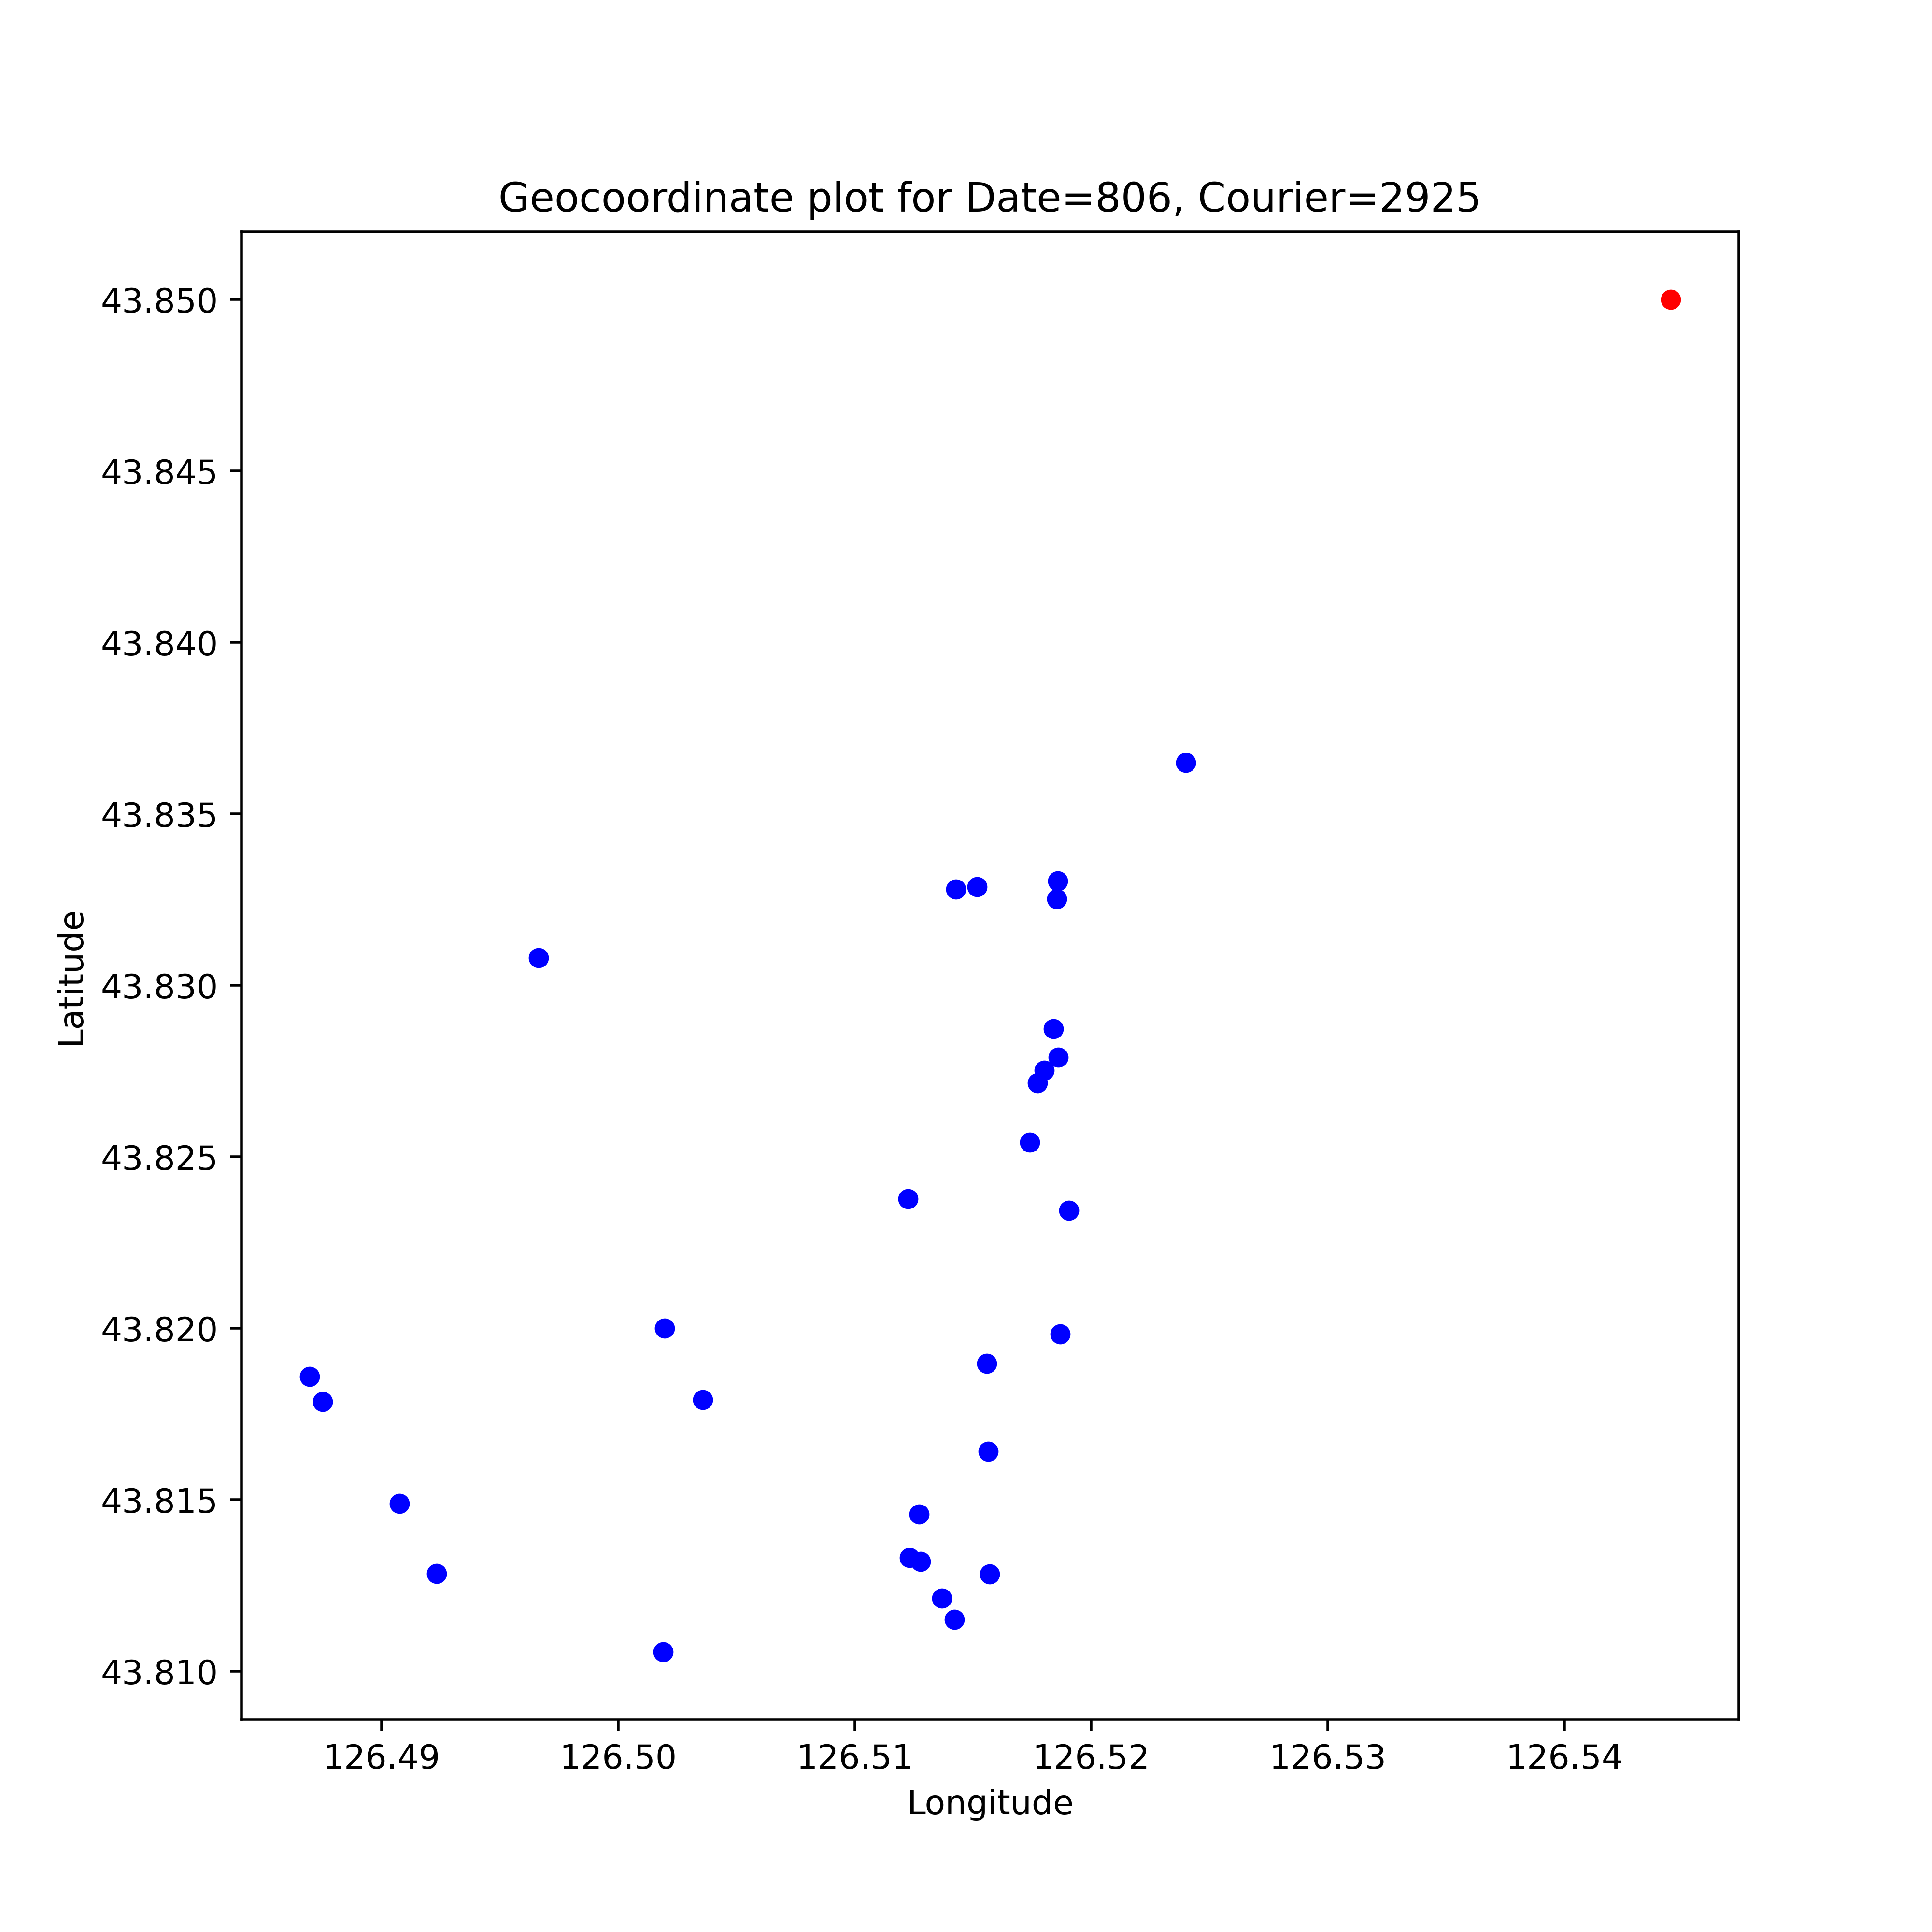 Geocoordinate plot for Date=806, Courier=2925
43.850
43.845
43.840
43.835
43.830
43.825
43.820
43.815
43.810
Latitude
126.49 126.50 126.51 126.52 126.53 126.54
Longitude